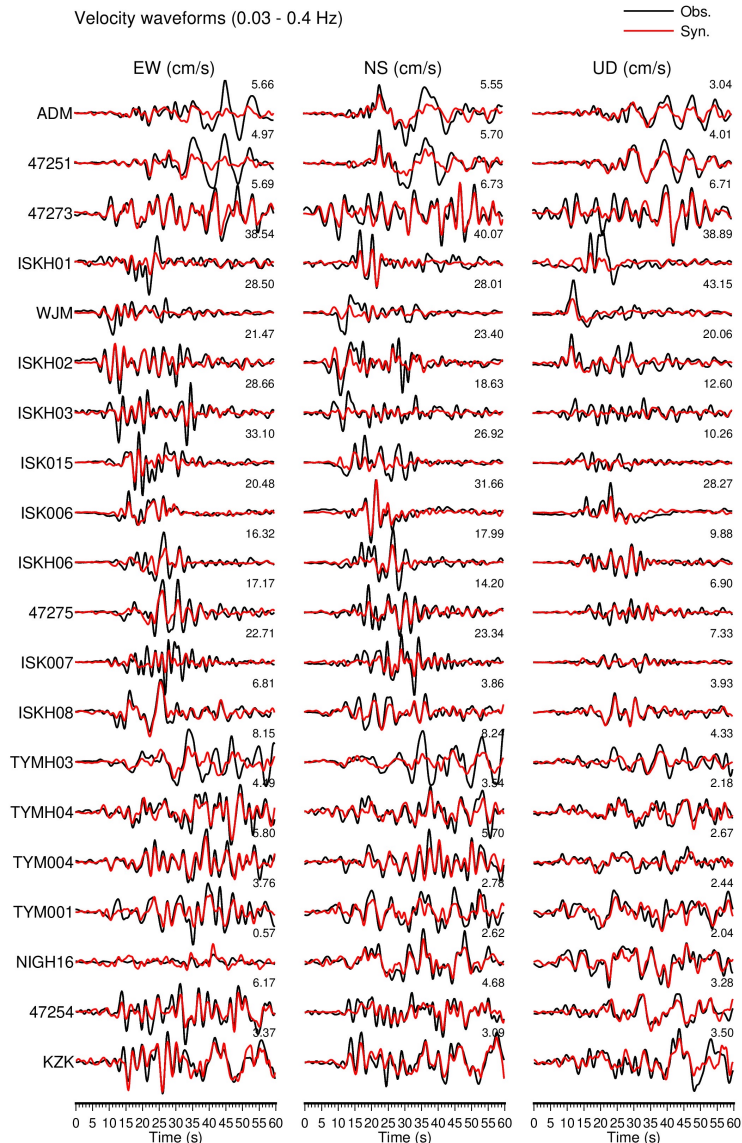 Velocity waveforms (0.03 - 0.4 Hz)
Obs.
Syn.
EW (cm/s) NS (cm/s) UD (cm/s)
ADM 5.66 5.55 3.04
47251 4.97 5.70 4.01
47273 5.69 6.73 6.71
ISKH01 38.54 40.07 38.89
WJM 28.50 28.01 43.15
ISKH02 21.47 23.40 20.06
ISKH03 28.66 18.63 12.60
ISK015 33.10 26.92 10.26
ISK006 20.48 31.66 28.27
ISKH06 16.32 17.99 9.88
47275 17.17 14.20 6.90
ISK007 22.71 23.34 7.33
ISKH08 6.81 3.86 3.93
TYMH03 8.15 8.24 4.33
TYMH04 4.49 3.54 2.18
TYM004 5.80 5.70 2.67
TYM001 3.76 2.78 2.44
NIGH16 0.57 2.62 2.04
47254 6.17 4.68 3.28
KZK 3.37 3.09 3.50
0 5 10 15 20 25 30 35 40 45 50 55 60 0 5 10 15 20 25 30 35 40 45 50 55 60 0 5 10 15 20 25 30 35 40 45 50 55 60
Time (s) Time (s) Time (s)